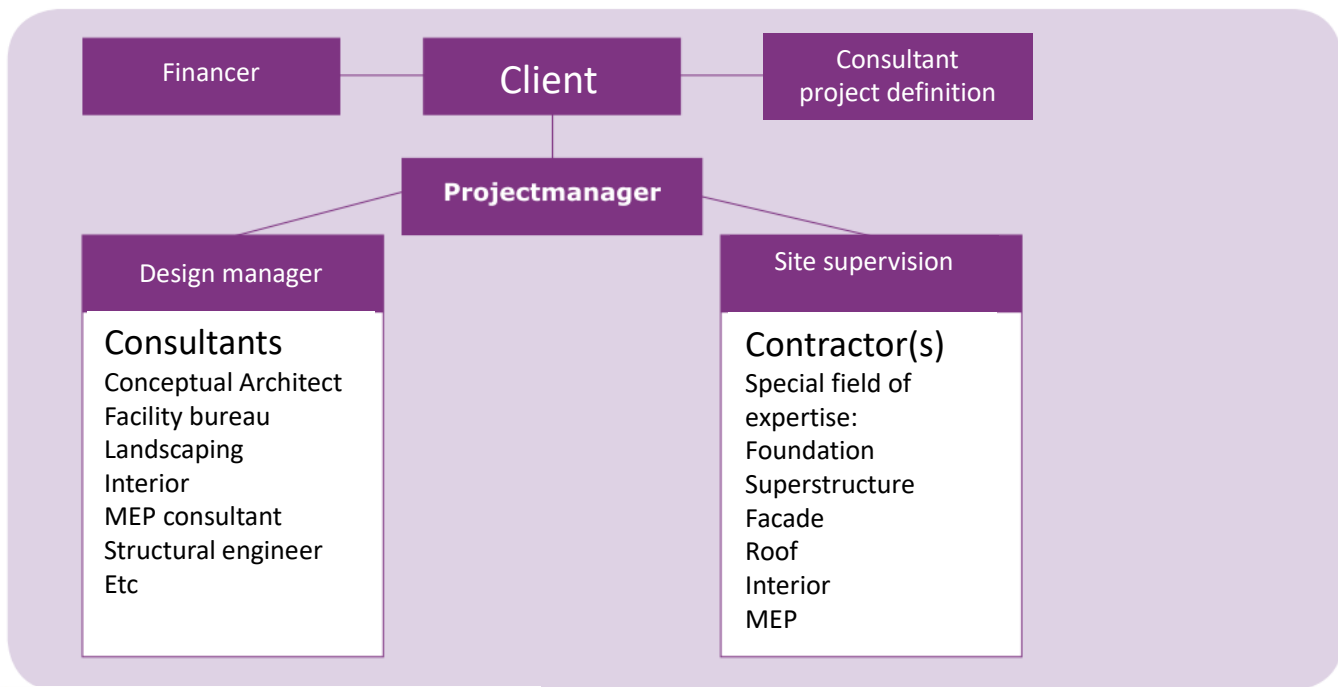 Financer
Client
Consultant
project definition
Projectmanager
Design manager
Consultants
Conceptual Architect
Facility bureau
Landscaping
Interior
MEP consultant
Structural engineer
Etc
Site supervision
Contractor(s)
Special field of
expertise:
Foundation
Superstructure
Facade
Roof
Interior
MEP